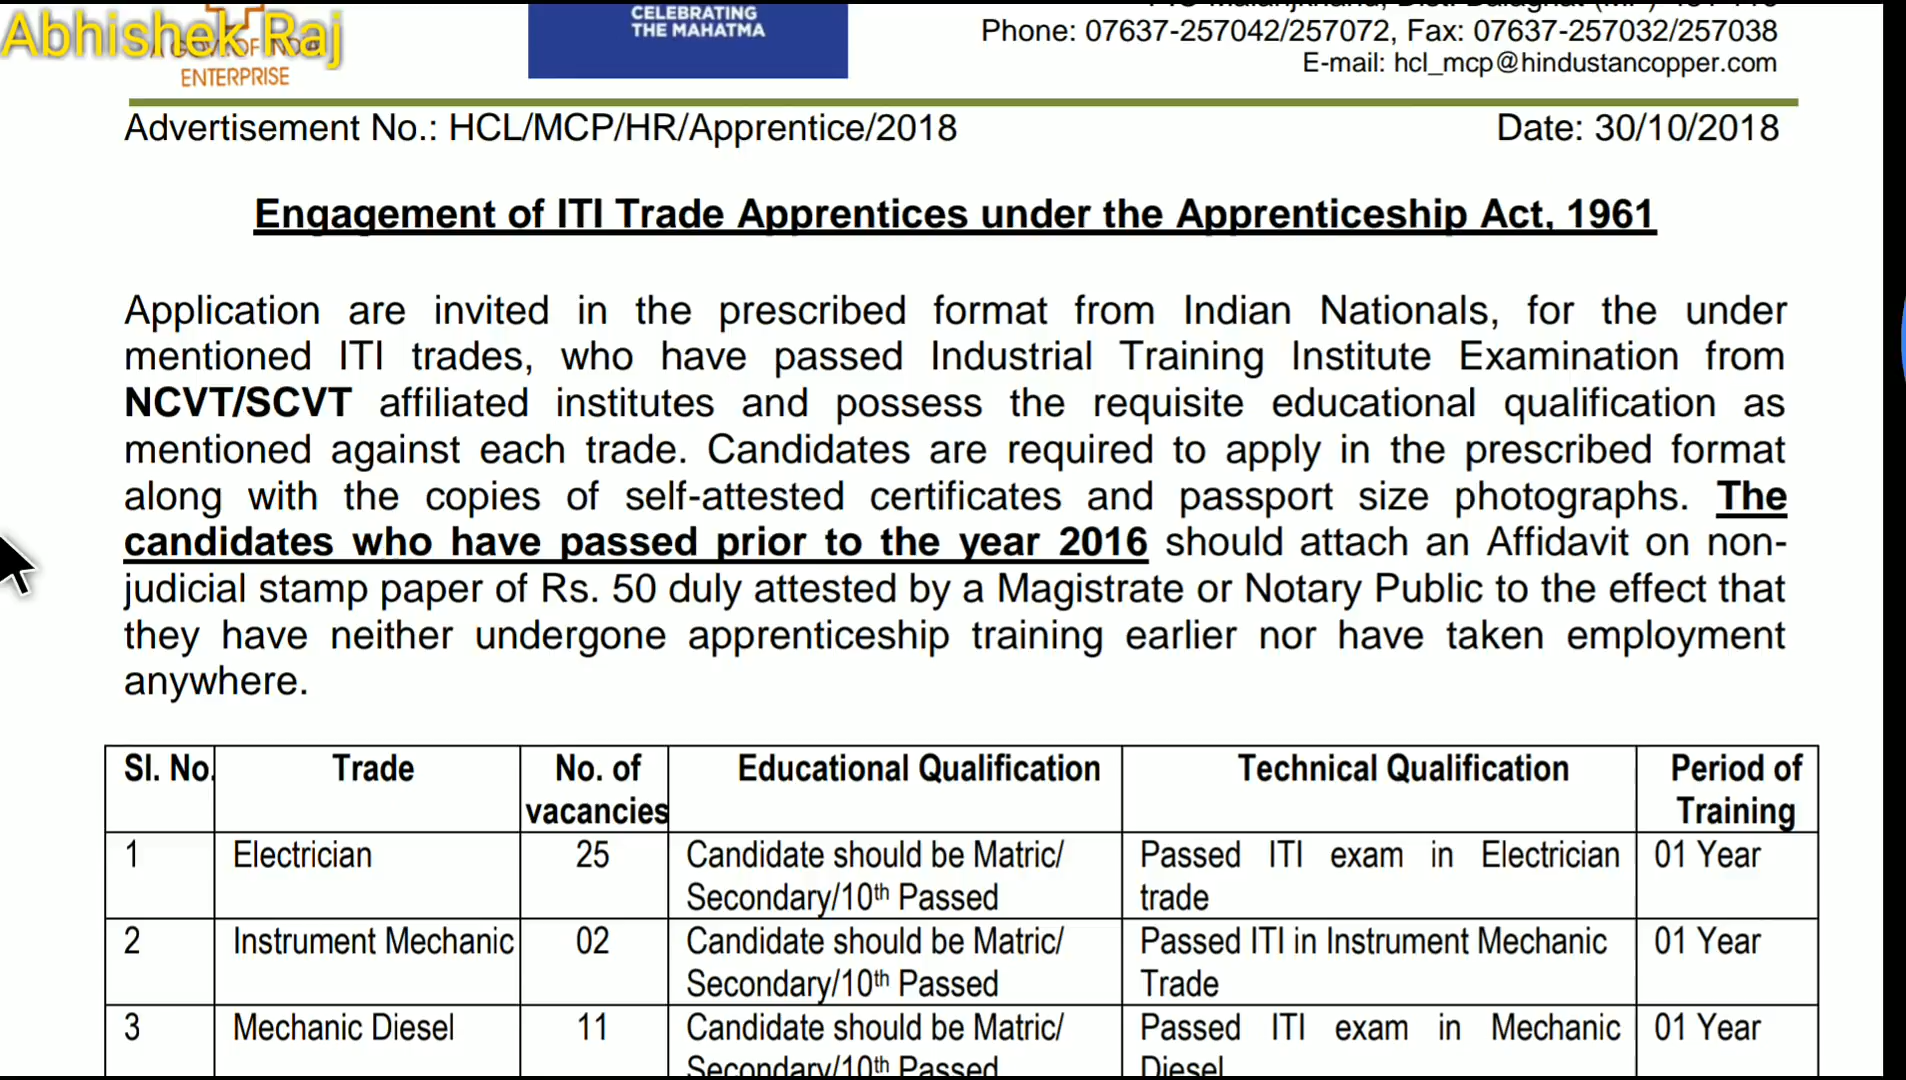 Abhishek Raj
ENTERPRISE
CELEBRATING
THE MAHATMA
Phone: 07637-257042/257072, Fax: 07637-257032/257038
E-mail: hcl_mcp@hindustancopper.com
Advertisement No.: HCL/MCP/HR/Apprentice/2018 Date: 30/10/2018
Engagement of ITI Trade Apprentices under the Apprenticeship Act, 1961
Application are invited in the prescribed format from Indian Nationals, for the under
mentioned ITI trades, who have passed Industrial Training Institute Examination from
NCVT/SCVT affiliated institutes and possess the requisite educational qualification as
mentioned against each trade. Candidates are required to apply in the prescribed format
along with the copies of self-attested certificates and passport size photographs. The
candidates who have passed prior to the year 2016 should attach an Affidavit on non-
judicial stamp paper of Rs. 50 duly attested by a Magistrate or Notary Public to the effect that
they have neither undergone apprenticeship training earlier nor have taken employment
anywhere.
Sl. No. Trade No. of vacancies Educational Qualification Technical Qualification Period of Training
1 Electrician 25 Candidate should be Matric/ Passed ITI exam in Electrician 01 Year
Secondary/10th Passed trade
2 Instrument Mechanic 02 Candidate should be Matric/ Passed ITI in Instrument Mechanic 01 Year
Secondary/10th Passed Trade
3 Mechanic Diesel 11 Candidate should be Matric/ Passed ITI exam in Mechanic 01 Year
Secondary/10th Passed Diesel